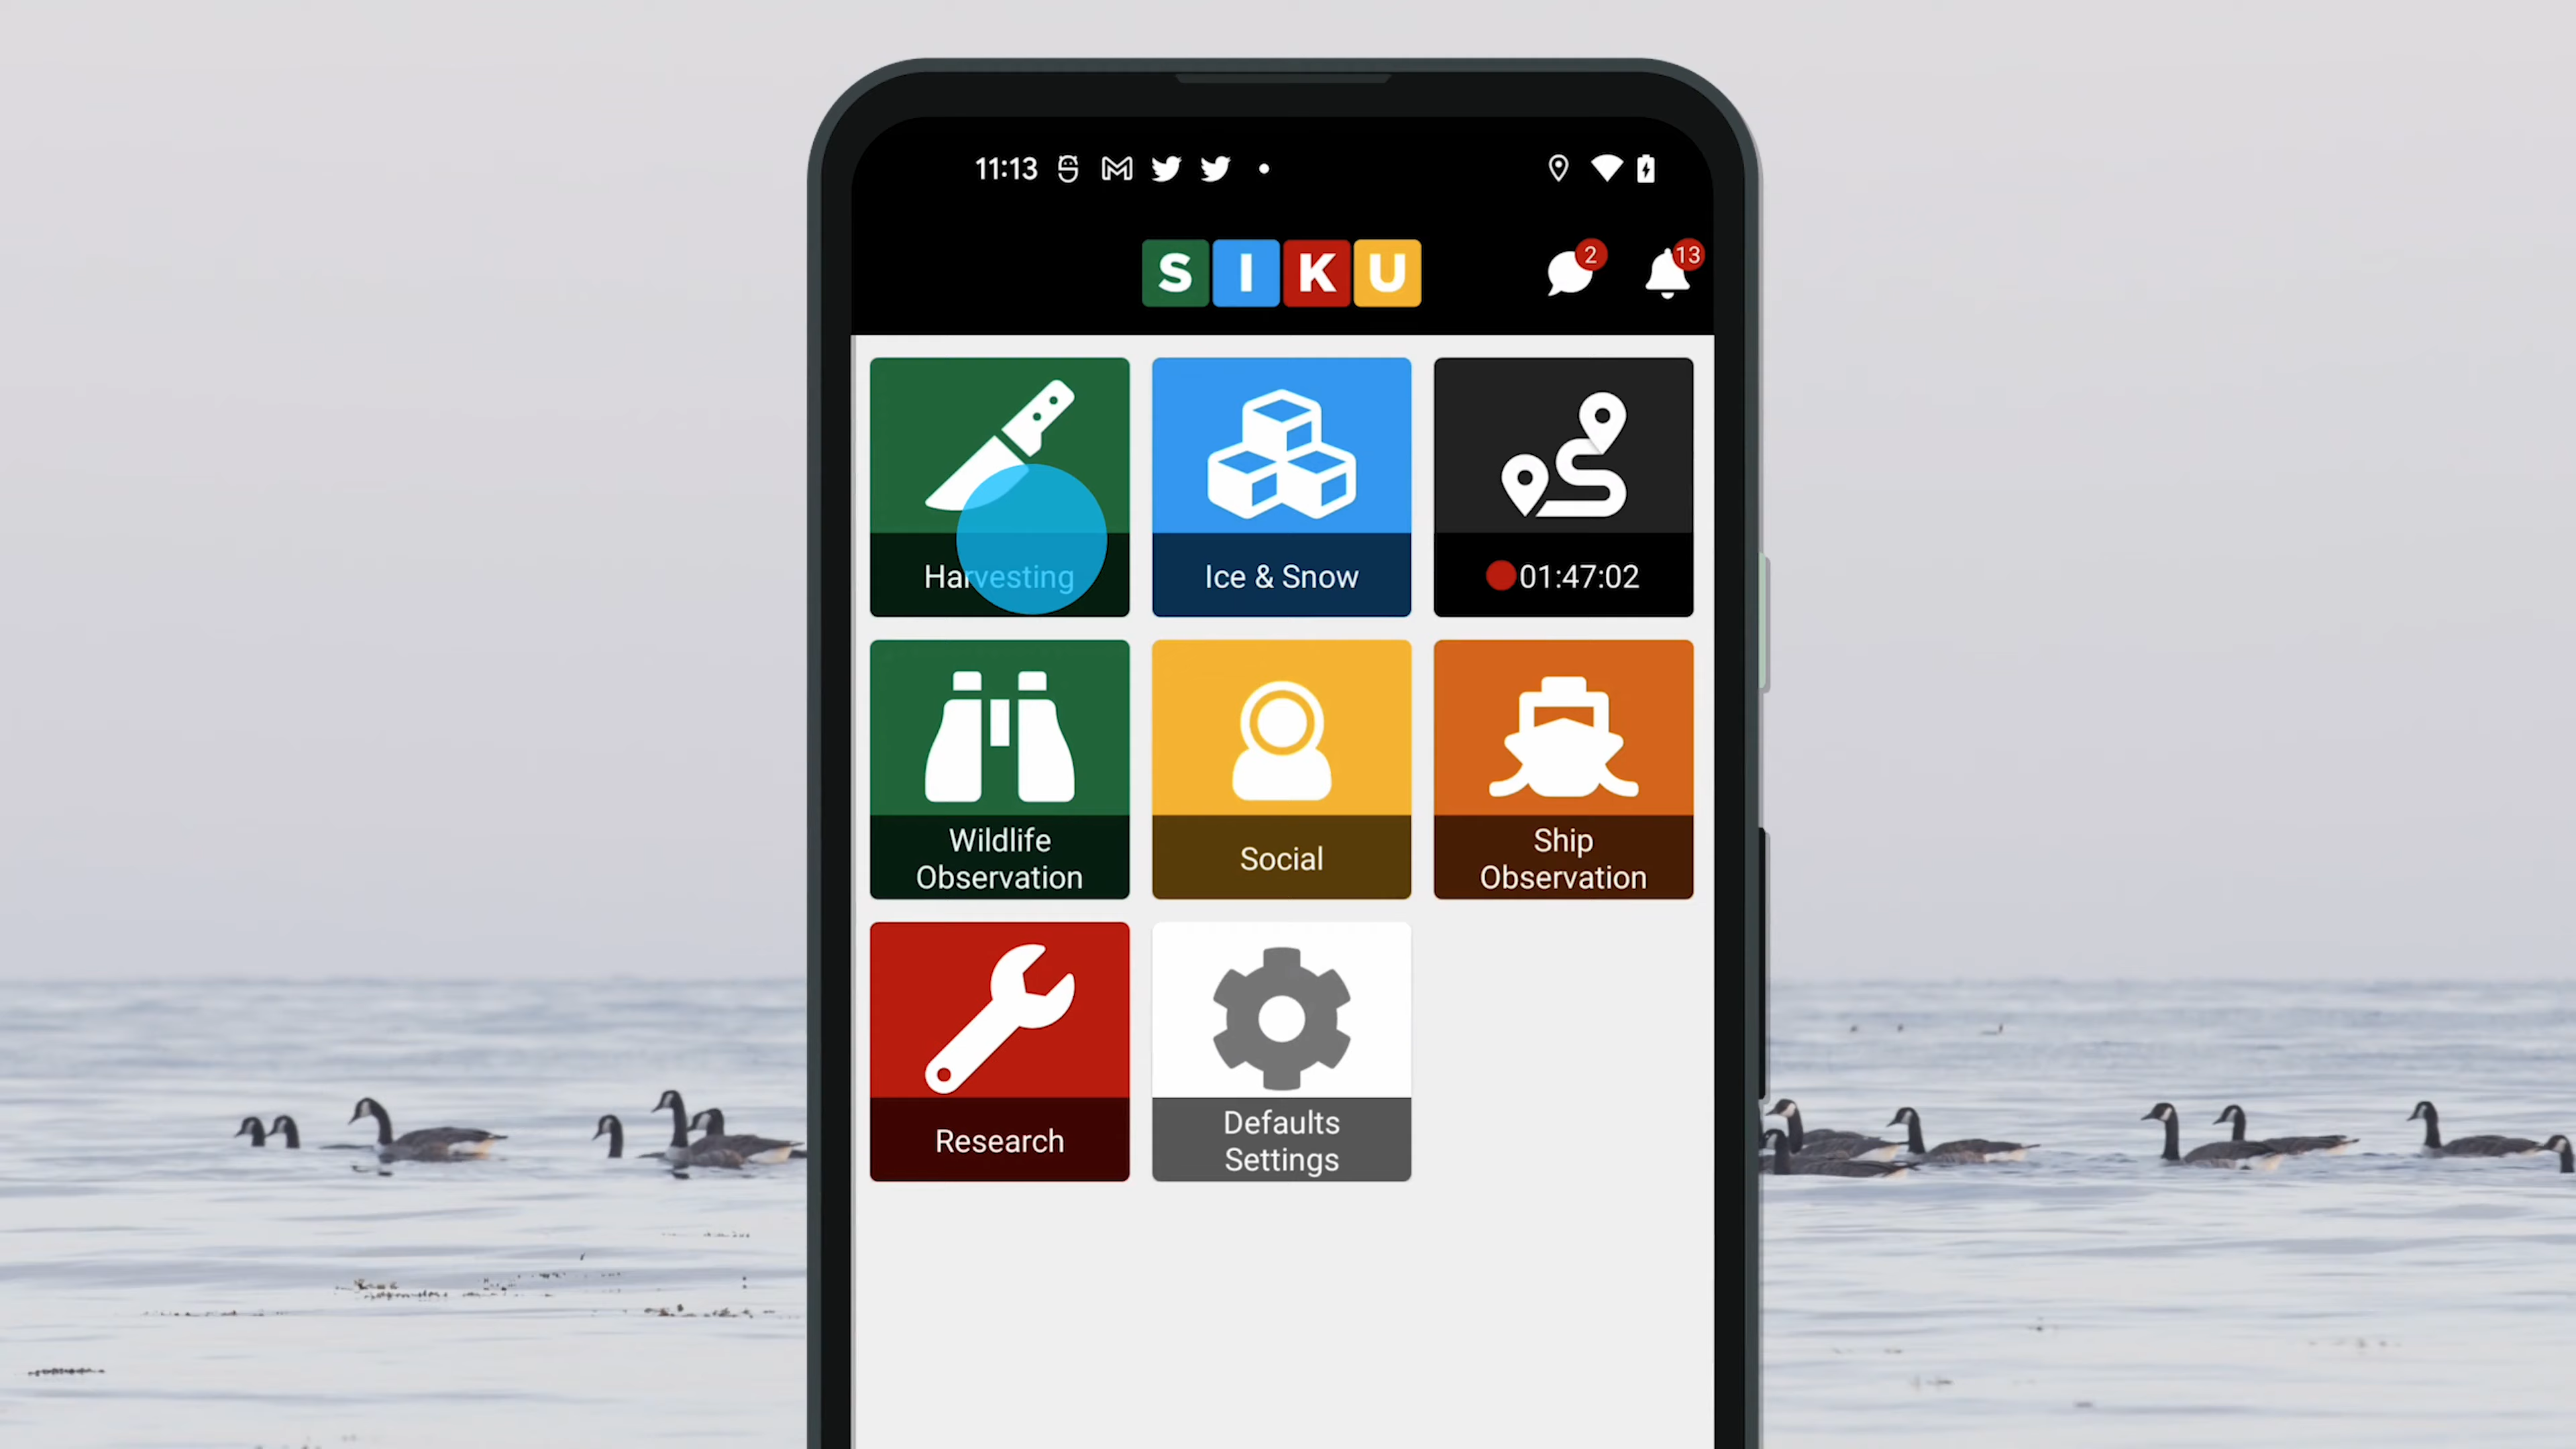 11:13
SIKU
2
13
Harvesting
Ice & Snow
01:47:02
Wildlife
Observation
Social
Ship
Observation
Research
Defaults
Settings